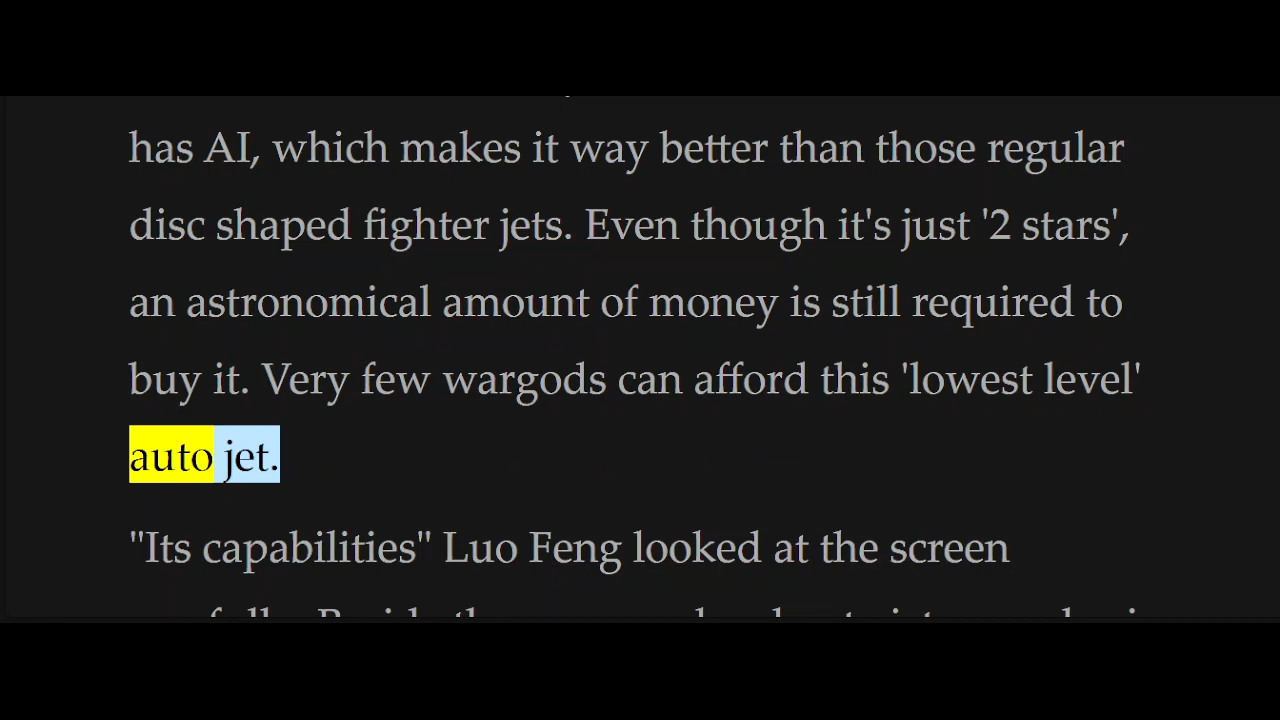 has AI, which makes it way better than those regular
disc shaped fighter jets. Even though it's just '2 stars',
an astronomical amount of money is still required to
buy it. Very few wargods can afford this 'lowest level'
auto jet.
"Its capabilities" Luo Feng looked at the screen